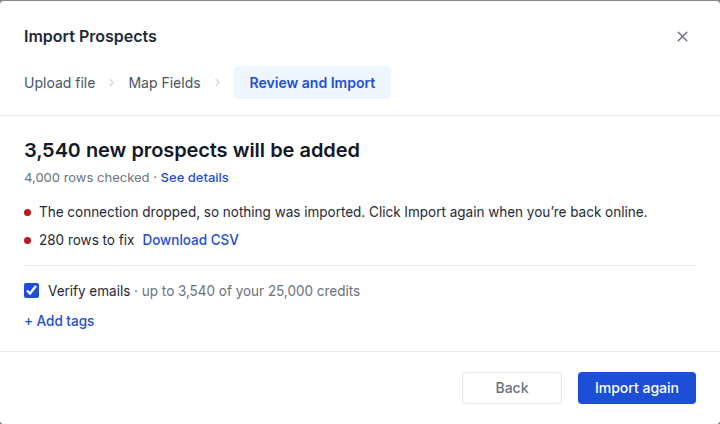 Import Prospects
Upload file
Map Fields
Review and Import
3,540 new prospects will be added
4,000 rows checked · See details
The connection dropped, so nothing was imported. Click Import again when you’re back online.
280 rows to fix Download CSV
Verify emails · up to 3,540 of your 25,000 credits
+ Add tags
Back
Import again